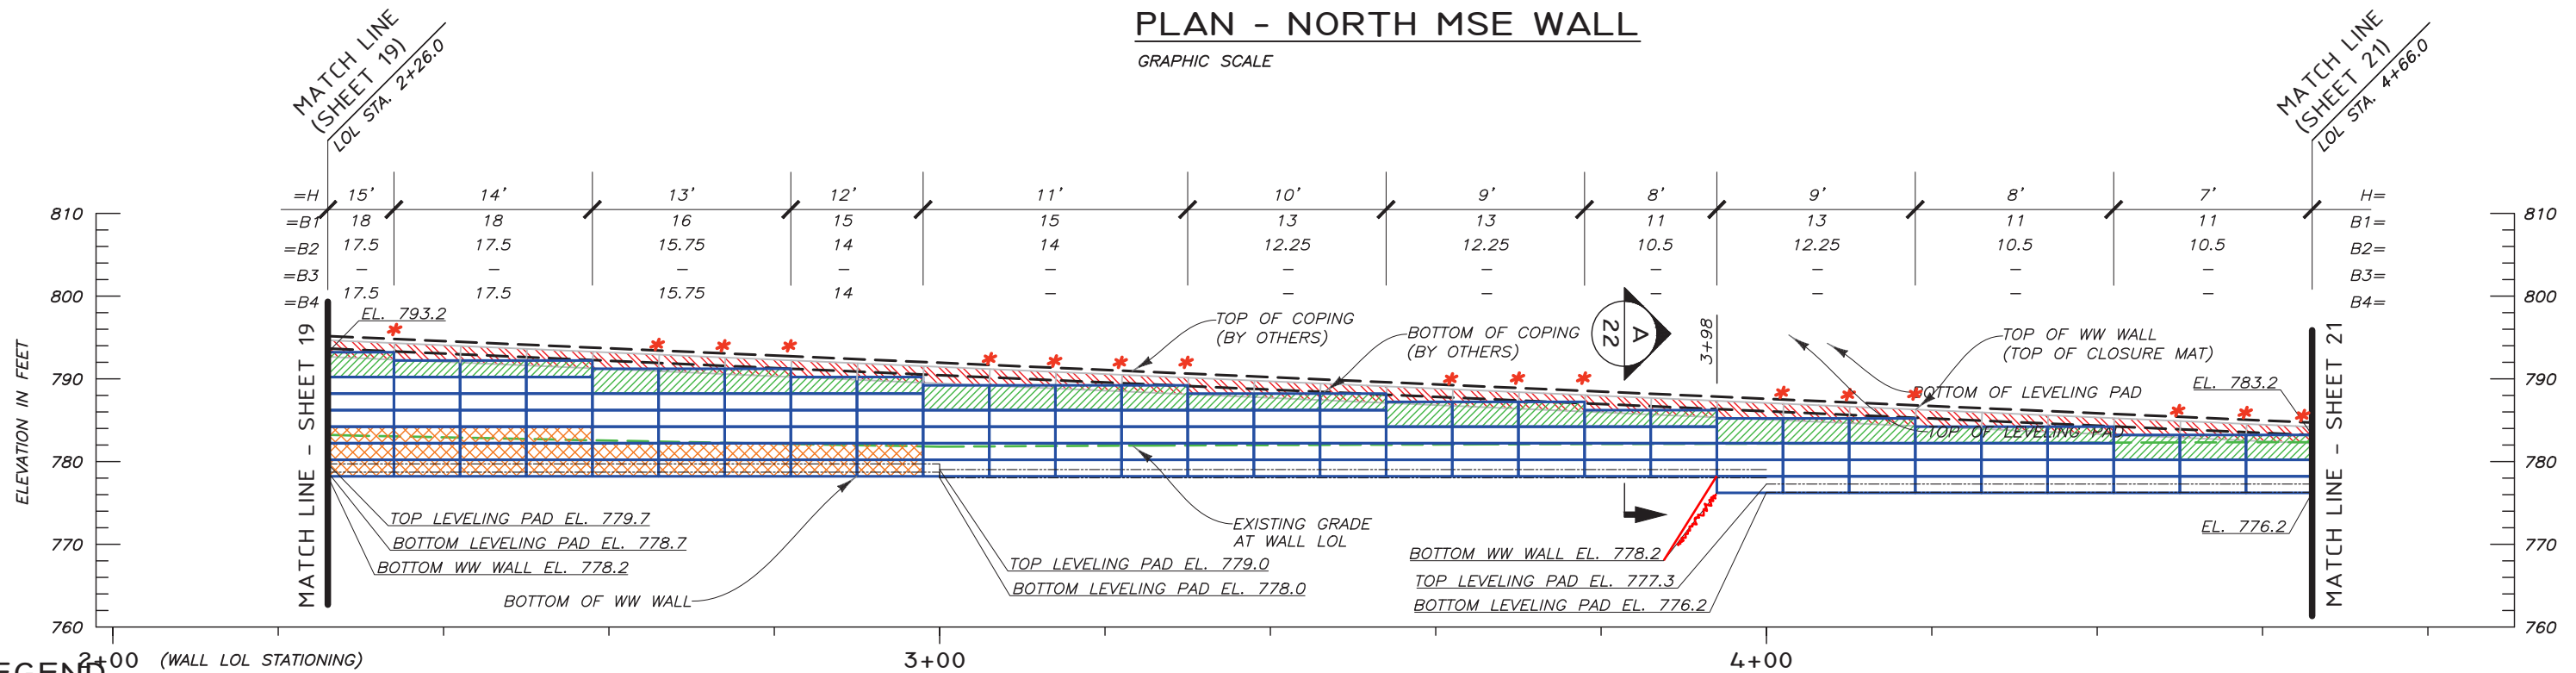 PLAN - NORTH MSE WALL
GRAPHIC SCALE
MATCH LINE
(SHEET 19)
LOL STA. 2+26.0
MATCH LINE
(SHEET 21)
LOL STA. 4+66.0
=H 15' 14' 13' 12' 11' 10' 9' 8' 9' 8' 7' H=
=B1 18 18 16 15 15 13 13 11 13 11 11 B1=
=B2 17.5 17.5 15.75 14 14 12.25 12.25 10.5 12.25 10.5 10.5 B2=
=B3 - - - - - - - - - - - B3=
=B4 17.5 17.5 15.75 14 - - - - - - - B4=
810
800
790
780
770
760
ELEVATION IN FEET
MATCH LINE - SHEET 19
EL. 793.2
* * * * * * * * * * * * * * * * *
TOP OF COPING
(BY OTHERS)
BOTTOM OF COPING
(BY OTHERS)
A
22
3+98
TOP OF WW WALL
(TOP OF CLOSURE MAT)
BOTTOM OF LEVELING PAD
TOP OF LEVELING PAD
EL. 783.2
MATCH LINE - SHEET 21
810
800
790
780
770
760
TOP LEVELING PAD EL. 779.7
BOTTOM LEVELING PAD EL. 778.7
BOTTOM WW WALL EL. 778.2
BOTTOM OF WW WALL
EXISTING GRADE
AT WALL LOL
TOP LEVELING PAD EL. 779.0
BOTTOM LEVELING PAD EL. 778.0
BOTTOM WW WALL EL. 778.2
TOP LEVELING PAD EL. 777.3
BOTTOM LEVELING PAD EL. 776.2
EL. 776.2
2+00 (WALL LOL STATIONING) 3+00 4+00
EGEND